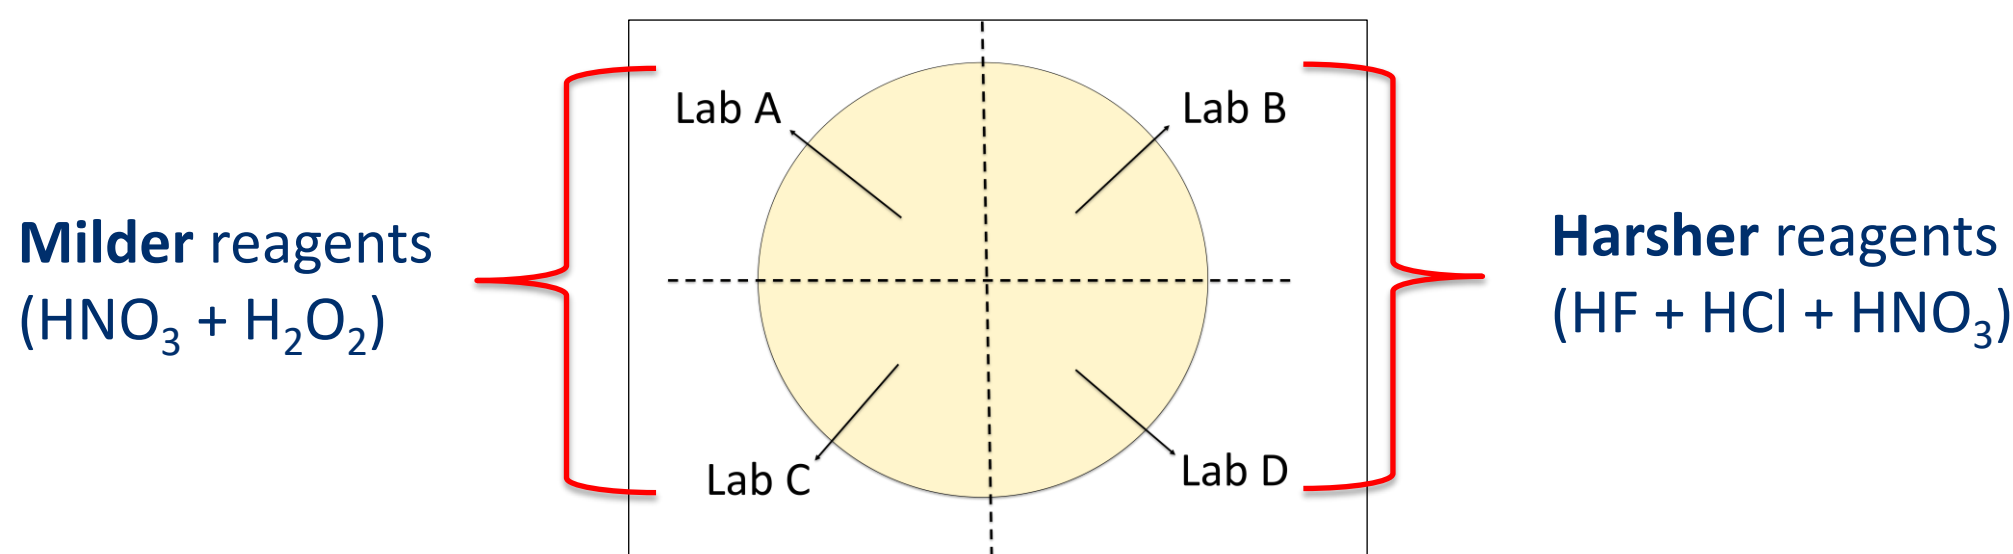 Lab A
Lab B
Milder reagents
(HNO₃ + H₂O₂)
Harsher reagents
(HF + HCl + HNO₃)
Lab C
Lab D